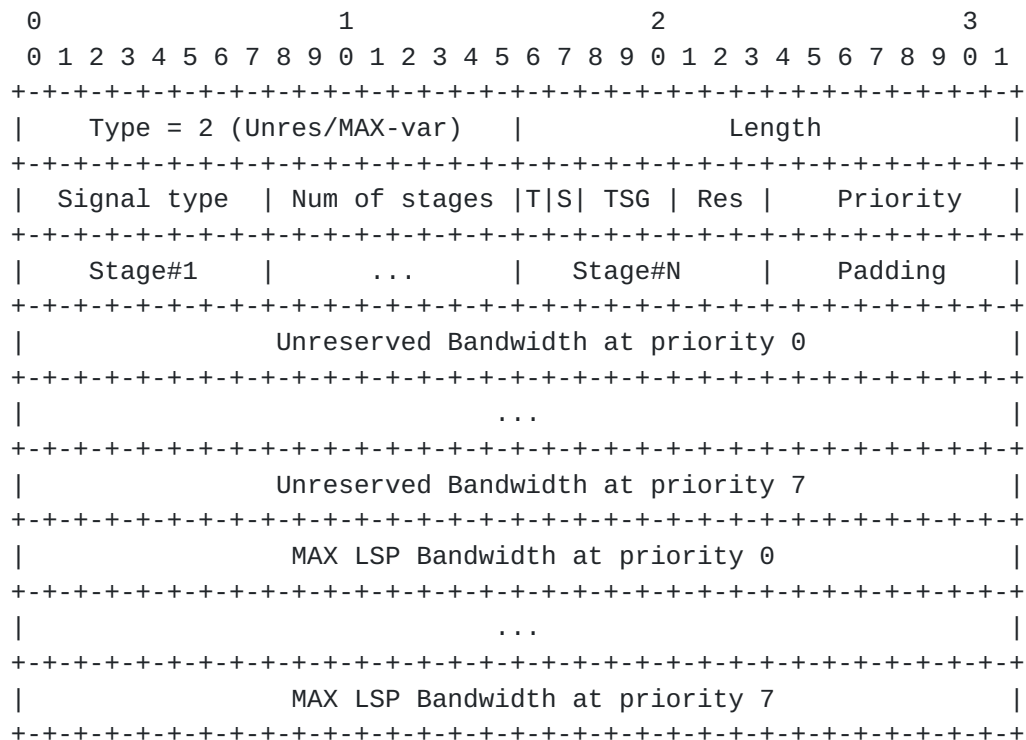 0                   1                   2                   3
 0 1 2 3 4 5 6 7 8 9 0 1 2 3 4 5 6 7 8 9 0 1 2 3 4 5 6 7 8 9 0 1
+-+-+-+-+-+-+-+-+-+-+-+-+-+-+-+-+-+-+-+-+-+-+-+-+-+-+-+-+-+-+-+-+
|    Type = 2 (Unres/MAX-var)   |             Length            |
+-+-+-+-+-+-+-+-+-+-+-+-+-+-+-+-+-+-+-+-+-+-+-+-+-+-+-+-+-+-+-+-+
|  Signal type  | Num of stages |T|S| TSG | Res |    Priority   |
+-+-+-+-+-+-+-+-+-+-+-+-+-+-+-+-+-+-+-+-+-+-+-+-+-+-+-+-+-+-+-+-+
|    Stage#1    |      ...      |   Stage#N     |    Padding    |
+-+-+-+-+-+-+-+-+-+-+-+-+-+-+-+-+-+-+-+-+-+-+-+-+-+-+-+-+-+-+-+-+
|                Unreserved Bandwidth at priority 0             |
+-+-+-+-+-+-+-+-+-+-+-+-+-+-+-+-+-+-+-+-+-+-+-+-+-+-+-+-+-+-+-+-+
|                              ...                              |
+-+-+-+-+-+-+-+-+-+-+-+-+-+-+-+-+-+-+-+-+-+-+-+-+-+-+-+-+-+-+-+-+
|                Unreserved Bandwidth at priority 7             |
+-+-+-+-+-+-+-+-+-+-+-+-+-+-+-+-+-+-+-+-+-+-+-+-+-+-+-+-+-+-+-+-+
|                 MAX LSP Bandwidth at priority 0               |
+-+-+-+-+-+-+-+-+-+-+-+-+-+-+-+-+-+-+-+-+-+-+-+-+-+-+-+-+-+-+-+-+
|                              ...                              |
+-+-+-+-+-+-+-+-+-+-+-+-+-+-+-+-+-+-+-+-+-+-+-+-+-+-+-+-+-+-+-+-+
|                 MAX LSP Bandwidth at priority 7               |
+-+-+-+-+-+-+-+-+-+-+-+-+-+-+-+-+-+-+-+-+-+-+-+-+-+-+-+-+-+-+-+-+